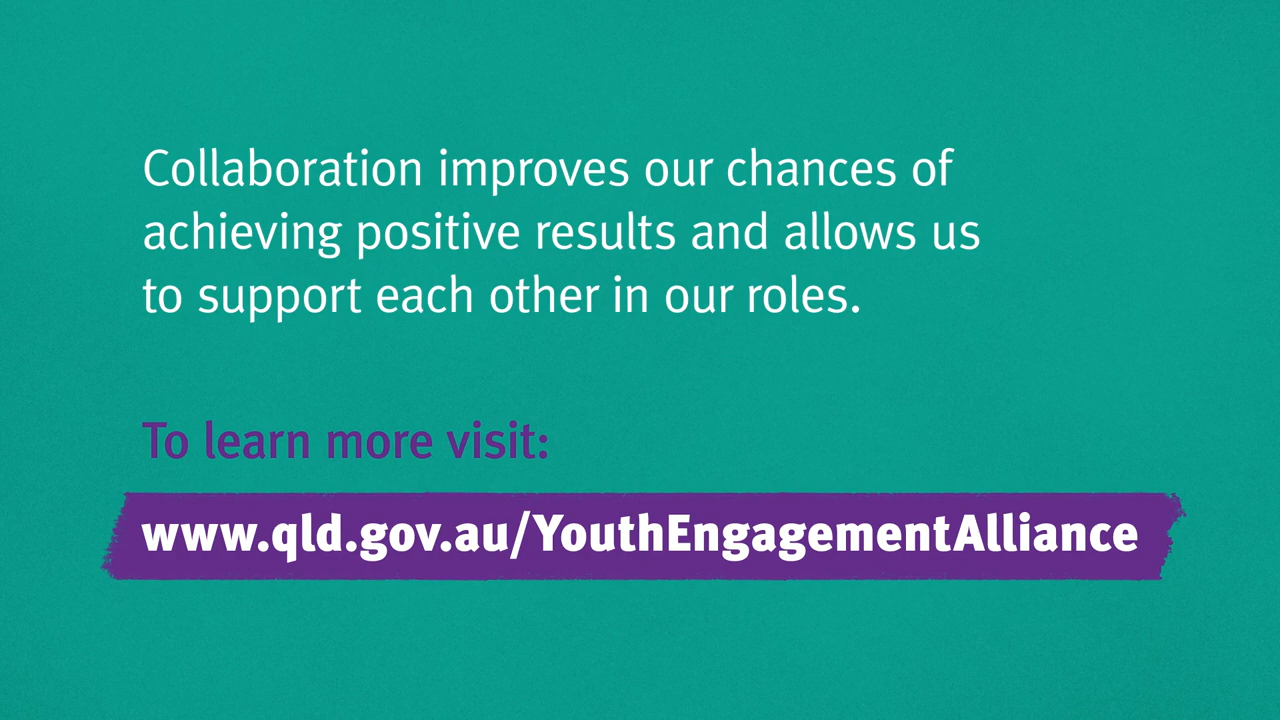 Collaboration improves our chances of
achieving positive results and allows us
to support each other in our roles.
To learn more visit:
www.qld.gov.au/YouthEngagementAlliance